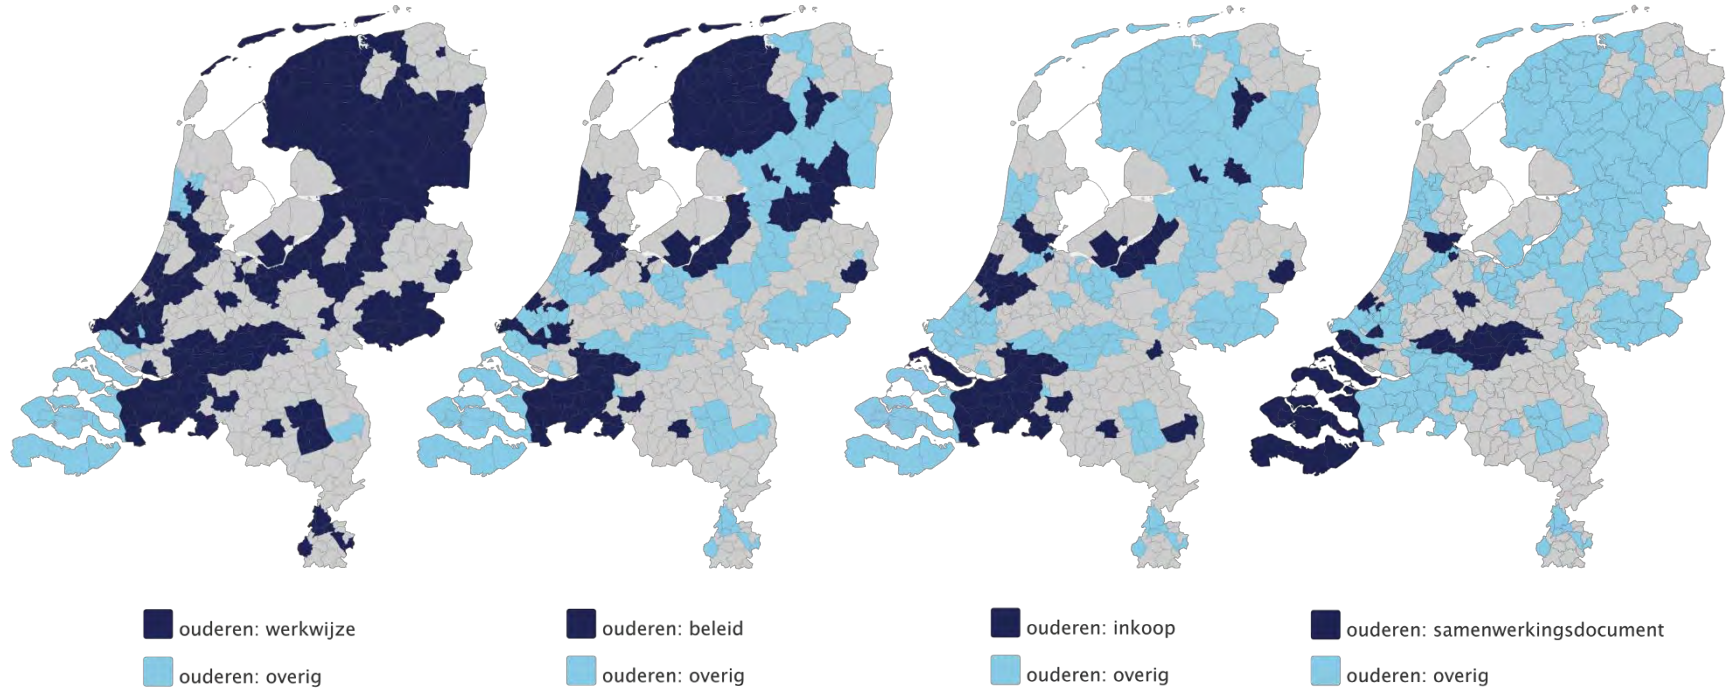 ouderen: werkwijze
ouderen: overig
ouderen: beleid
ouderen: overig
ouderen: inkoop
ouderen: overig
ouderen: samenwerkingsdocument
ouderen: overig